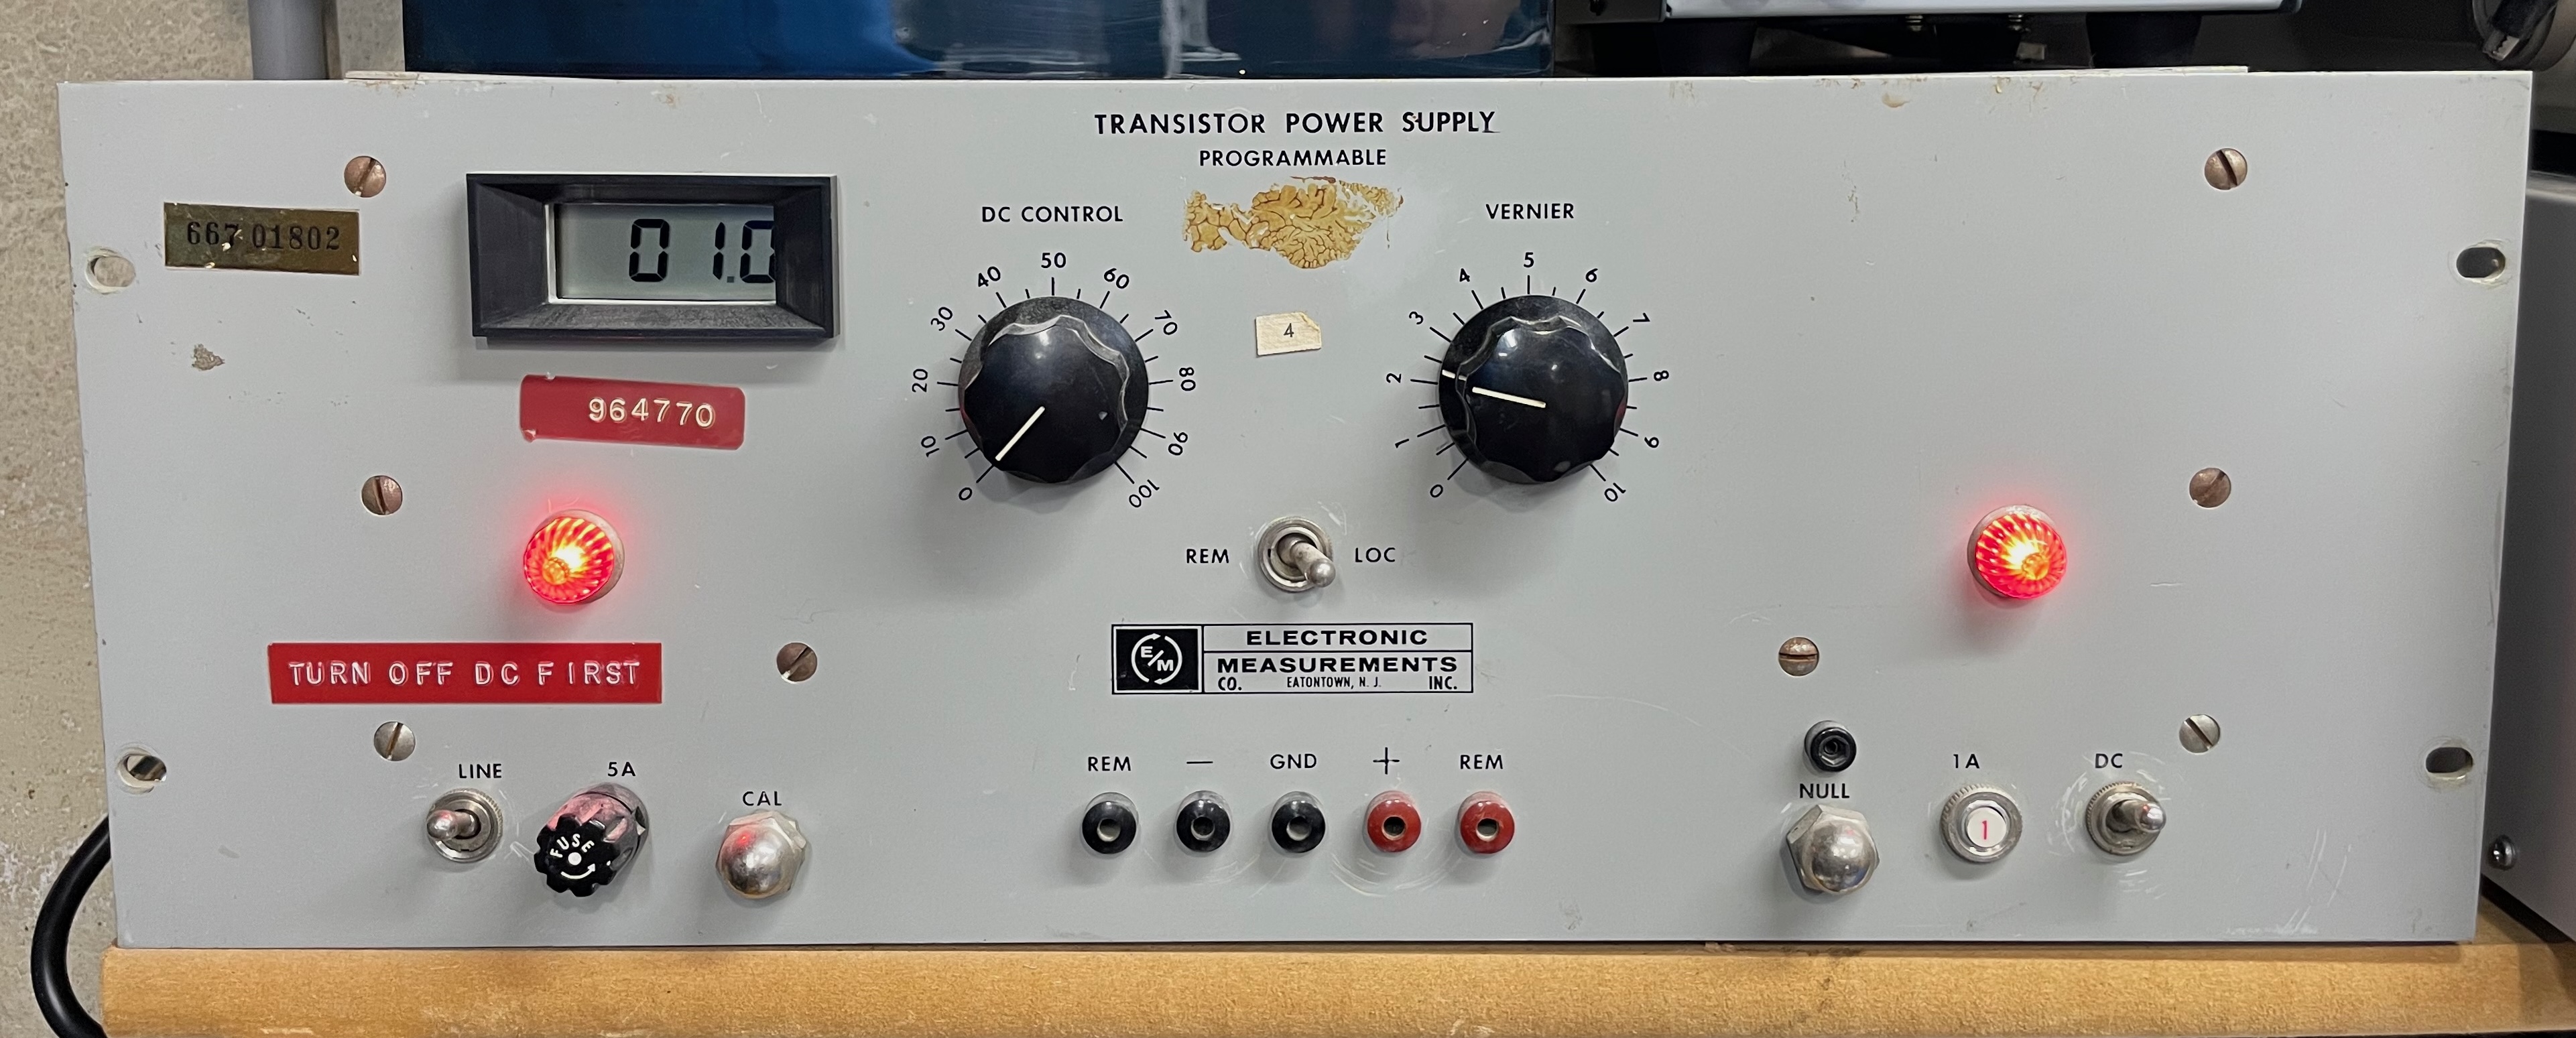 TRANSISTOR POWER SUPPLY
PROGRAMMABLE
667 01802
01.0
DC CONTROL
0 10 20 30 40 50 60 70 80 90 100
4
VERNIER
0 1 2 3 4 5 6 7 8 9 10
964770
REM LOC
TURN OFF DC FIRST
E/M
ELECTRONIC
MEASUREMENTS
CO. EATONTOWN, N. J. INC.
LINE
5A
FUSE
CAL
REM — GND + REM
NULL
1A
1
DC